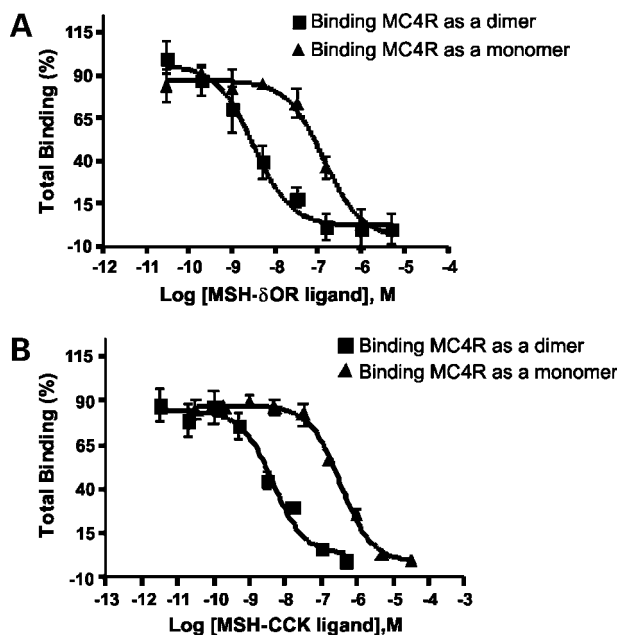 A
Binding MC4R as a dimer
Binding MC4R as a monomer
Total Binding (%)
115
90
65
40
15
-10
-12 -11 -10 -9 -8 -7 -6 -5 -4
Log [MSH-δOR ligand], M
B
Binding MC4R as a dimer
Binding MC4R as a monomer
Total Binding (%)
115
90
65
40
15
-10
-13 -12 -11 -10 -9 -8 -7 -6 -5 -4 -3
Log [MSH-CCK ligand],M